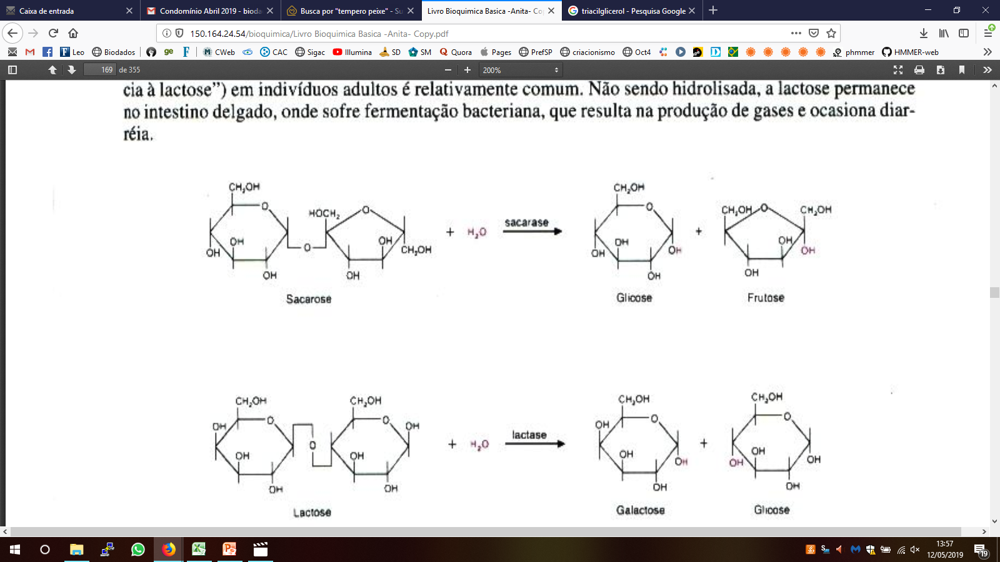 Caixa de entrada
Condomínio Abril 2019 - bioda
Busca por "tempero peixe" - Su
Livro Bioquimica Basica -Anita- Co
triacilglicerol - Pesquisa Google
150.164.24.54/bioquimica/Livro Bioquimica Basica -Anita- Copy.pdf
Leo Biodados ge CWeb CAC Sigac Illumina SD SM Quora Pages PrefSP criacionismo Oct4 phmmer HMMER-web
169 de 355 200%
cia à lactose”) em indivíduos adultos é relativamente comum. Não sendo hidrolisada, a lactose permanece
no intestino delgado, onde sofre fermentação bacteriana, que resulta na produção de gases e ocasiona diar-
réia.
CH₂OH O OH OH OH O HOCH₂ O OH OH CH₂OH
+ H₂O sacarase
CH₂OH O OH OH OH OH
+
CH₂OH O CH₂OH OH OH OH
Sacarose Glicose Frutose
CH₂OH O OH OH OH O CH₂OH O OH OH OH
+ H₂O lactase
CH₂OH O OH OH OH OH
+
CH₂OH O OH OH OH OH
Lactose Galactose Glicose
13:57
12/05/2019
19